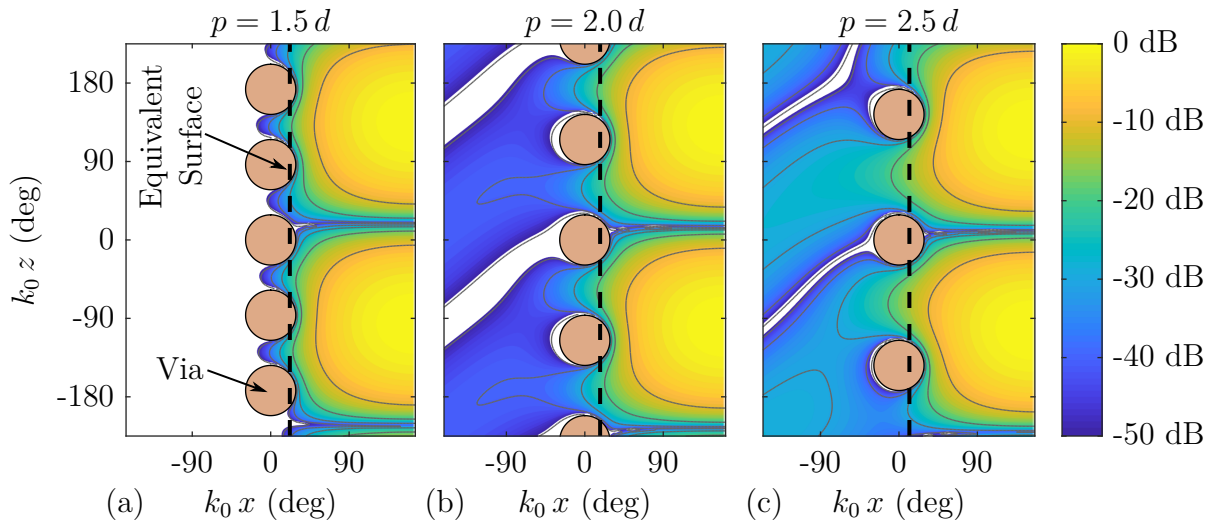 p = 1.5 d
p = 2.0 d
p = 2.5 d
0 dB
-10 dB
-20 dB
-30 dB
-40 dB
-50 dB
k₀ z (deg)
180
90
0
-90
-180
Equivalent
Surface
Via
-90 0 90
-90 0 90
-90 0 90
(a) k₀ x (deg)
(b) k₀ x (deg)
(c) k₀ x (deg)